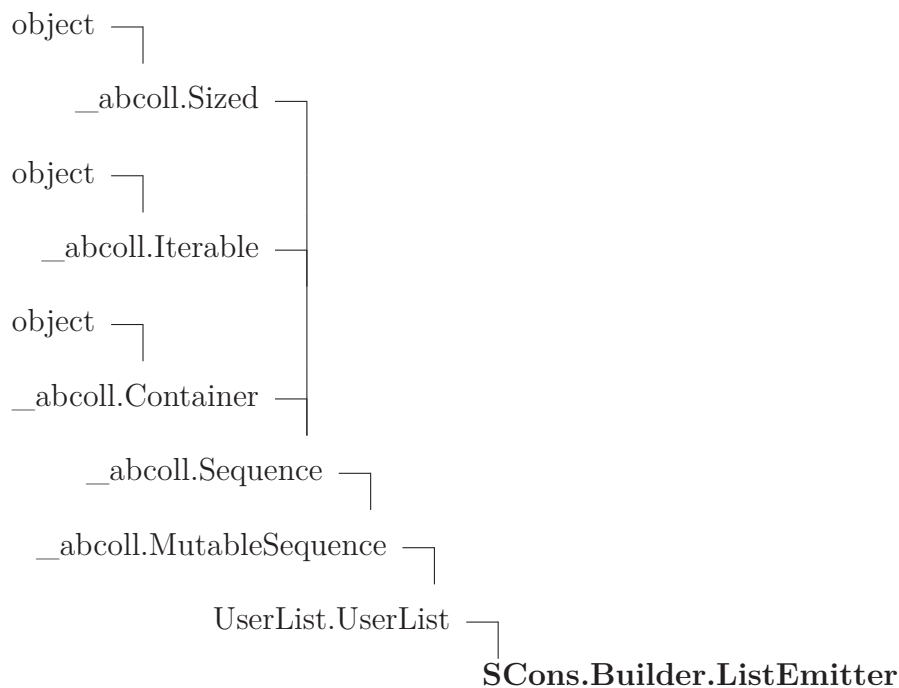 object
_abcoll.Sized
object
_abcoll.Iterable
object
_abcoll.Container
_abcoll.Sequence
_abcoll.MutableSequence
UserList.UserList
SCons.Builder.ListEmitter